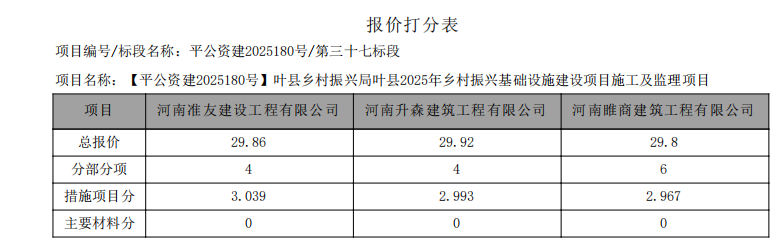 报价打分表
项目编号/标段名称：平公资建2025180号/第三十七标段
项目名称：【平公资建2025180号】叶县乡村振兴局叶县2025年乡村振兴基础设施建设项目施工及监理项目
项目 河南准友建设工程有限公司 河南升森建筑工程有限公司 河南睢商建筑工程有限公司
总报价 29.86 29.92 29.8
分部分项 4 4 6
措施项目分 3.039 2.993 2.967
主要材料分 0 0 0